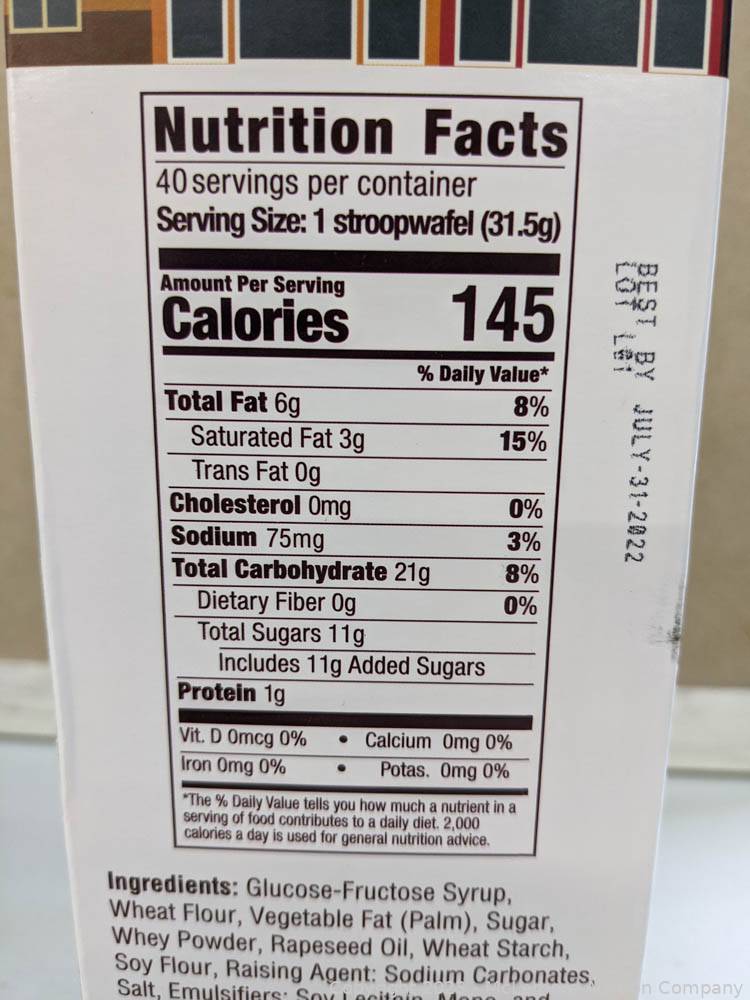 Nutrition Facts
40 servings per container
Serving Size: 1 stroopwafel (31.5g)
Amount Per Serving
Calories 145
% Daily Value*
Total Fat 6g 8%
Saturated Fat 3g 15%
Trans Fat 0g
Cholesterol 0mg 0%
Sodium 75mg 3%
Total Carbohydrate 21g 8%
Dietary Fiber 0g 0%
Total Sugars 11g
Includes 11g Added Sugars
Protein 1g
Vit. D 0mcg 0% • Calcium 0mg 0%
Iron 0mg 0% • Potas. 0mg 0%
*The % Daily Value tells you how much a nutrient in a
serving of food contributes to a daily diet. 2,000
calories a day is used for general nutrition advice.
Ingredients: Glucose-Fructose Syrup,
Wheat Flour, Vegetable Fat (Palm), Sugar,
Whey Powder, Rapeseed Oil, Wheat Starch,
Soy Flour, Raising Agent: Sodium Carbonates,
Salt, Emulsifiers: Soy Lecithin, Mono- and
BEST BY JULY-31-2022
LOT
Company